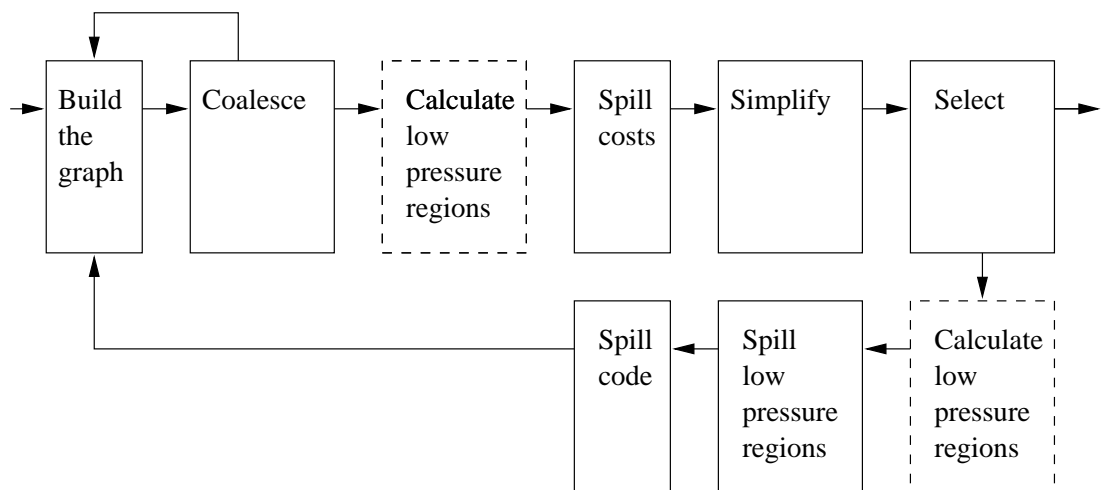 Build
the
graph
Coalesce
Calculate
low
pressure
regions
Spill
costs
Simplify
Select
Spill
code
Spill
low
pressure
regions
Calculate
low
pressure
regions